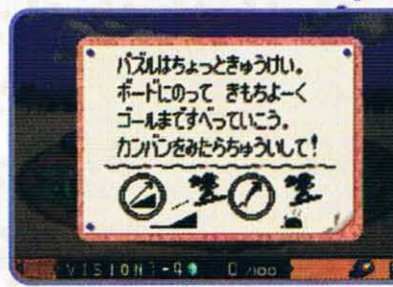 パズルはちょっときゅうけい。
ボードにのって きもちよーく
ゴールまですべっていこう。
カンバンをみたらちゅういして!
VISION 1-4 0/100